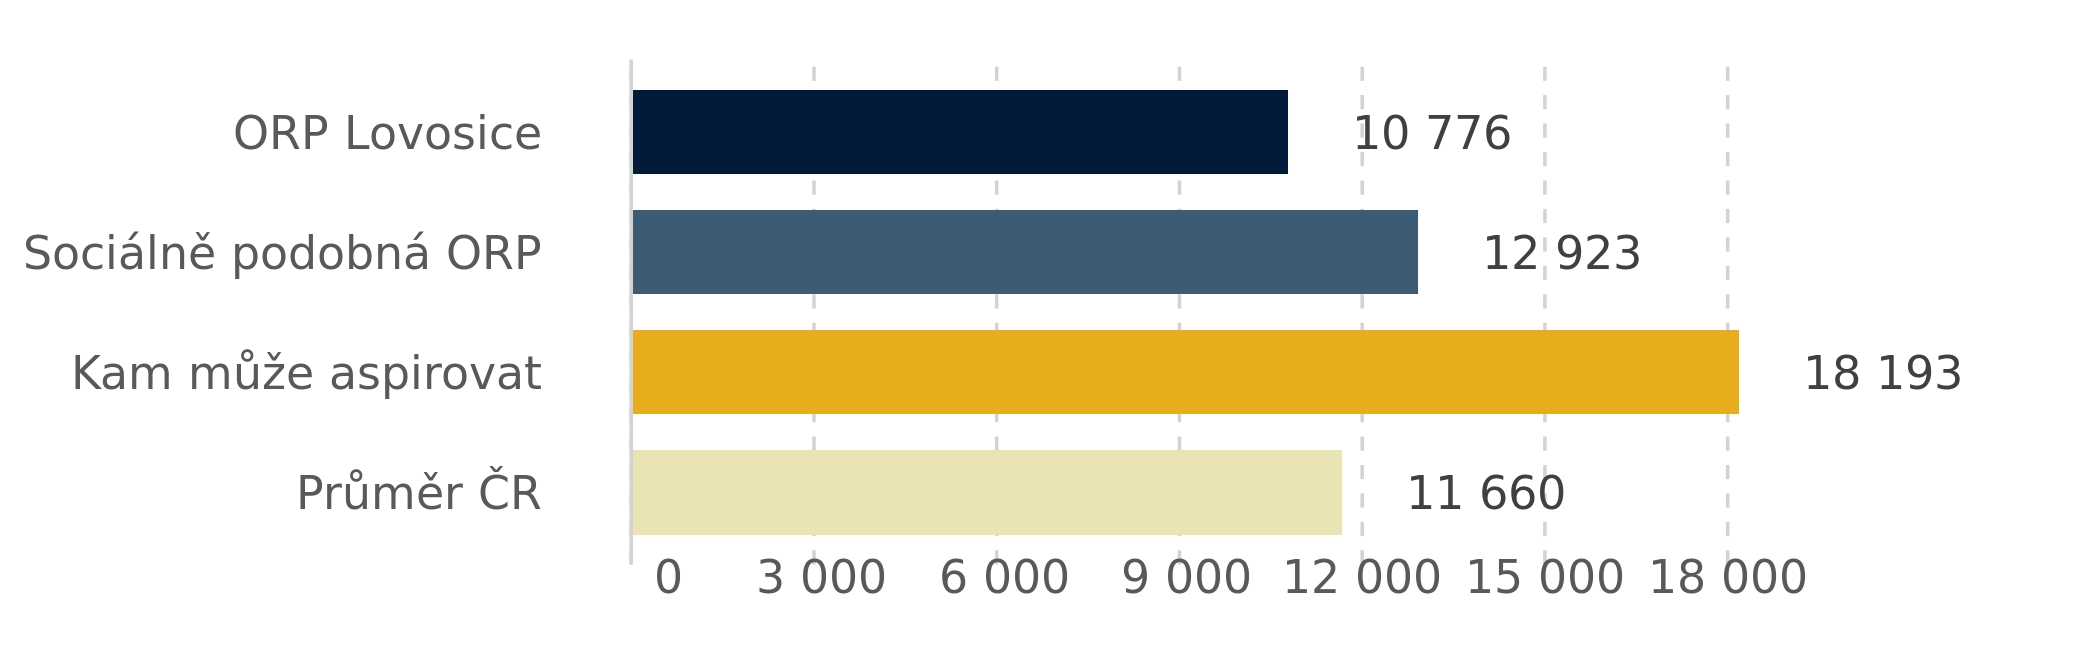 ORP Lovosice 10 776
Sociálně podobná ORP 12 923
Kam může aspirovat 18 193
Průměr ČR 11 660
0 3 000 6 000 9 000 12 000 15 000 18 000